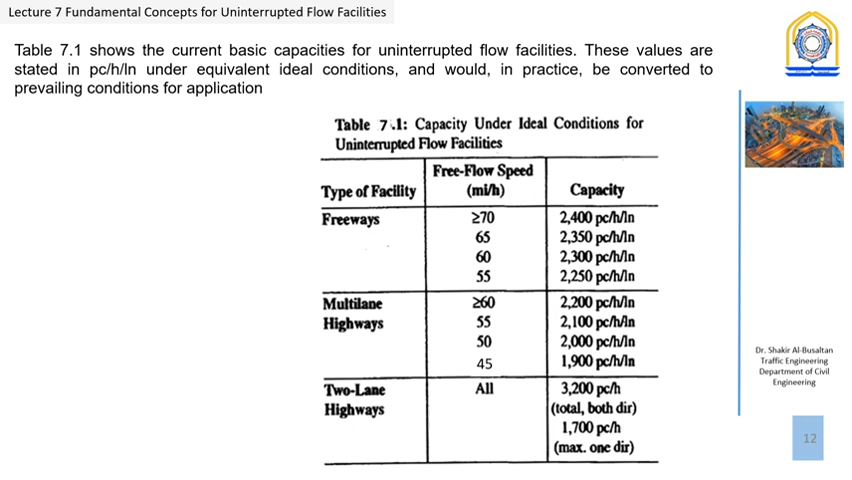 Lecture 7 Fundamental Concepts for Uninterrupted Flow Facilities
Table 7.1 shows the current basic capacities for uninterrupted flow facilities. These values are
stated in pc/h/ln under equivalent ideal conditions, and would, in practice, be converted to
prevailing conditions for application
Table 7.1: Capacity Under Ideal Conditions for
Uninterrupted Flow Facilities
Type of Facility Free-Flow Speed (mi/h) Capacity
Freeways ≥70 2,400 pc/h/ln
65 2,350 pc/h/ln
60 2,300 pc/h/ln
55 2,250 pc/h/ln
Multilane ≥60 2,200 pc/h/ln
Highways 55 2,100 pc/h/ln
50 2,000 pc/h/ln
45 1,900 pc/h/ln
Two-Lane All 3,200 pc/h
Highways (total, both dir)
1,700 pc/h
(max. one dir)
Dr. Shakir Al-Busaltan
Traffic Engineering
Department of Civil
Engineering
12